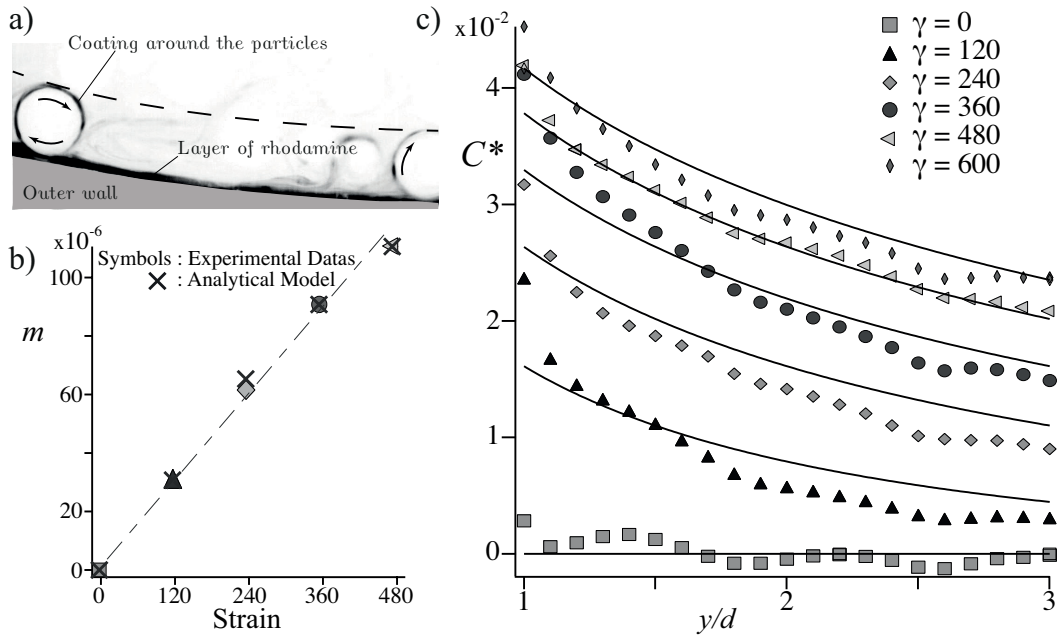 a)
Coating around the particles
Layer of rhodamine
Outer wall
b)
x10⁻⁶
Symbols : Experimental Datas
× : Analytical Model
100
m
60
20
0
0 120 240 360 480
Strain
c)
x10⁻²
γ = 0
γ = 120
γ = 240
γ = 360
γ = 480
γ = 600
4
C*
3
2
1
0
1 2 3
y/d